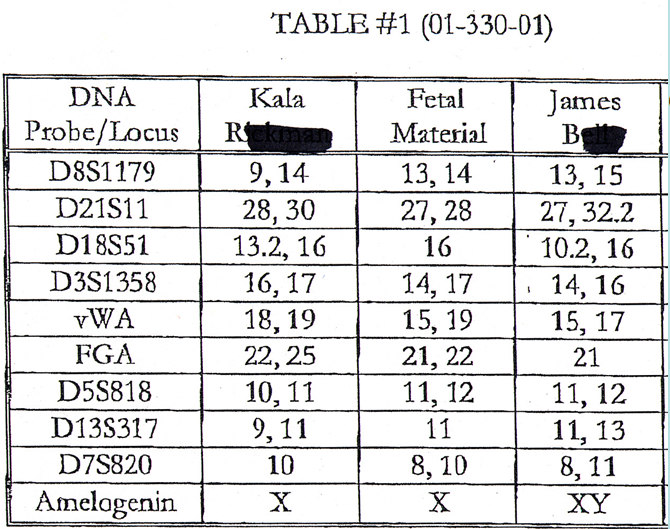 TABLE #1 (01-330-01)
DNA Probe/Locus | Kala | Fetal Material | James
D8S1179 | 9, 14 | 13, 14 | 13, 15
D21S11 | 28, 30 | 27, 28 | 27, 32.2
D18S51 | 13.2, 16 | 16 | 10.2, 16
D3S1358 | 16, 17 | 14, 17 | 14, 16
vWA | 18, 19 | 15, 19 | 15, 17
FGA | 22, 25 | 21, 22 | 21
D5S818 | 10, 11 | 11, 12 | 11, 12
D13S317 | 9, 11 | 11 | 11, 13
D7S820 | 10 | 8, 10 | 8, 11
Amelogenin | X | X | XY